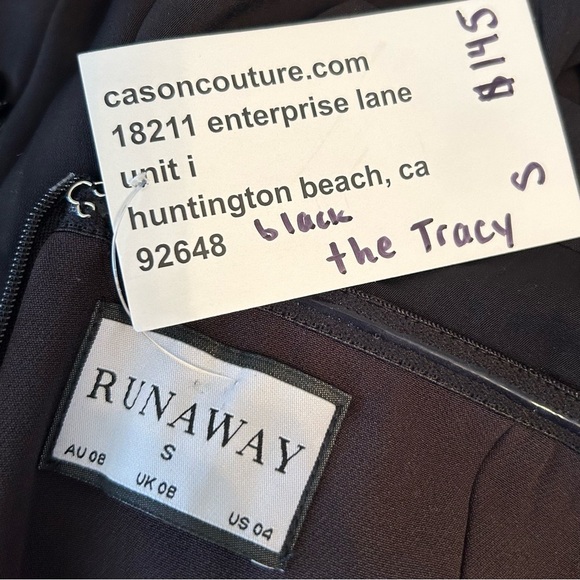 casoncouture.com
18211 enterprise lane
unit i
huntington beach, ca
92648 black
the Tracy S
$145
RUNAWAY
S
AU 08 UK 08 US 04